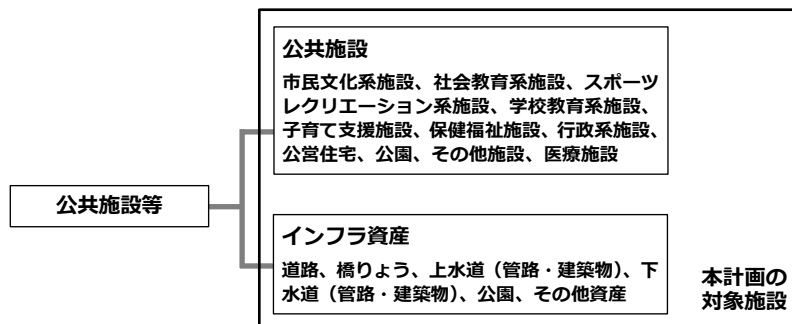 公共施設
市民文化系施設、社会教育系施設、スポーツ
レクリエーション系施設、学校教育系施設、
子育て支援施設、保健福祉施設、行政系施設、
公営住宅、公園、その他施設、医療施設
公共施設等
インフラ資産
道路、橋りょう、上水道（管路・建築物）、下
水道（管路・建築物）、公園、その他資産
本計画の
対象施設